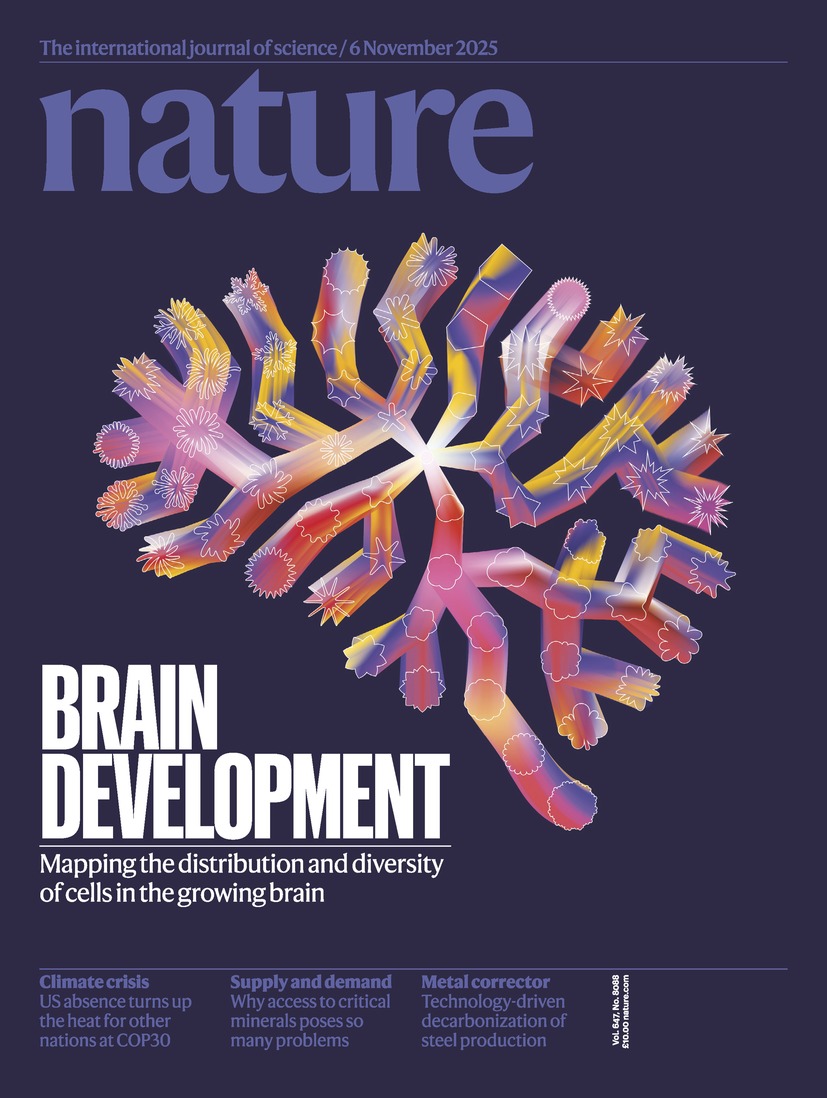 The international journal of science / 6 November 2025
nature
BRAIN
DEVELOPMENT
Mapping the distribution and diversity
of cells in the growing brain
Climate crisis
US absence turns up
the heat for other
nations at COP30
Supply and demand
Why access to critical
minerals poses so
many problems
Metal corrector
Technology-driven
decarbonization of
steel production
Vol. 647, No. 8088
£10.00 nature.com